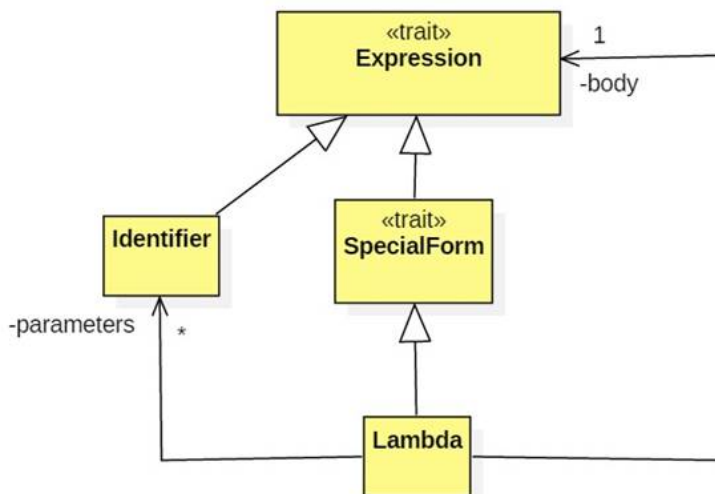 «trait»
Expression
1
-body
Identifier
«trait»
SpecialForm
-parameters
*
Lambda